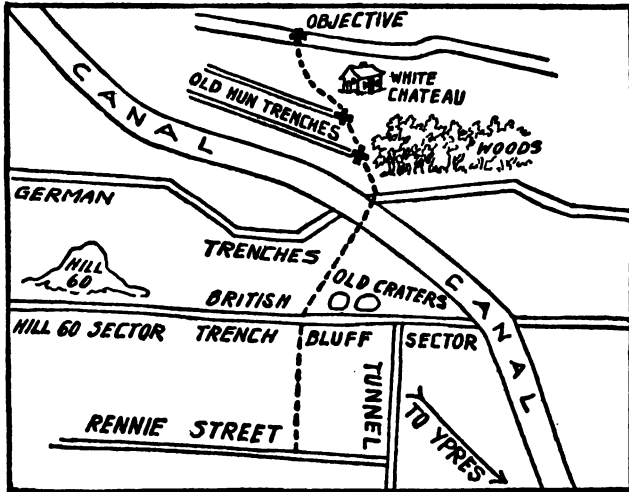 OBJECTIVE
WHITE
CHATEAU
OLD HUN TRENCHES
CANAL
WOODS
GERMAN
TRENCHES
HILL
60
OLD CRATERS
CANAL
BRITISH
HILL 60 SECTOR TRENCH BLUFF SECTOR
TUNNEL
RENNIE STREET
TO YPRES